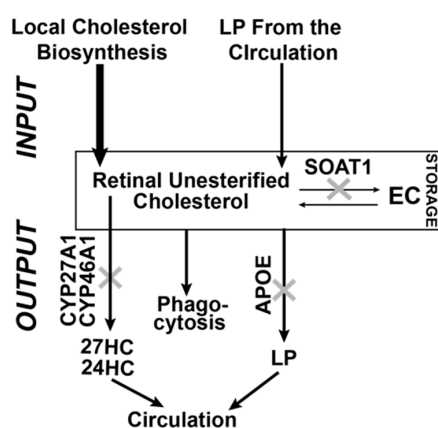 Local Cholesterol
Biosynthesis
LP From the
CIrculation
INPUT
Retinal Unesterified
Cholesterol
SOAT1
EC
STORAGE
OUTPUT
CYP27A1
CYP46A1
Phago-
cytosis
APOE
27HC
24HC
LP
Circulation